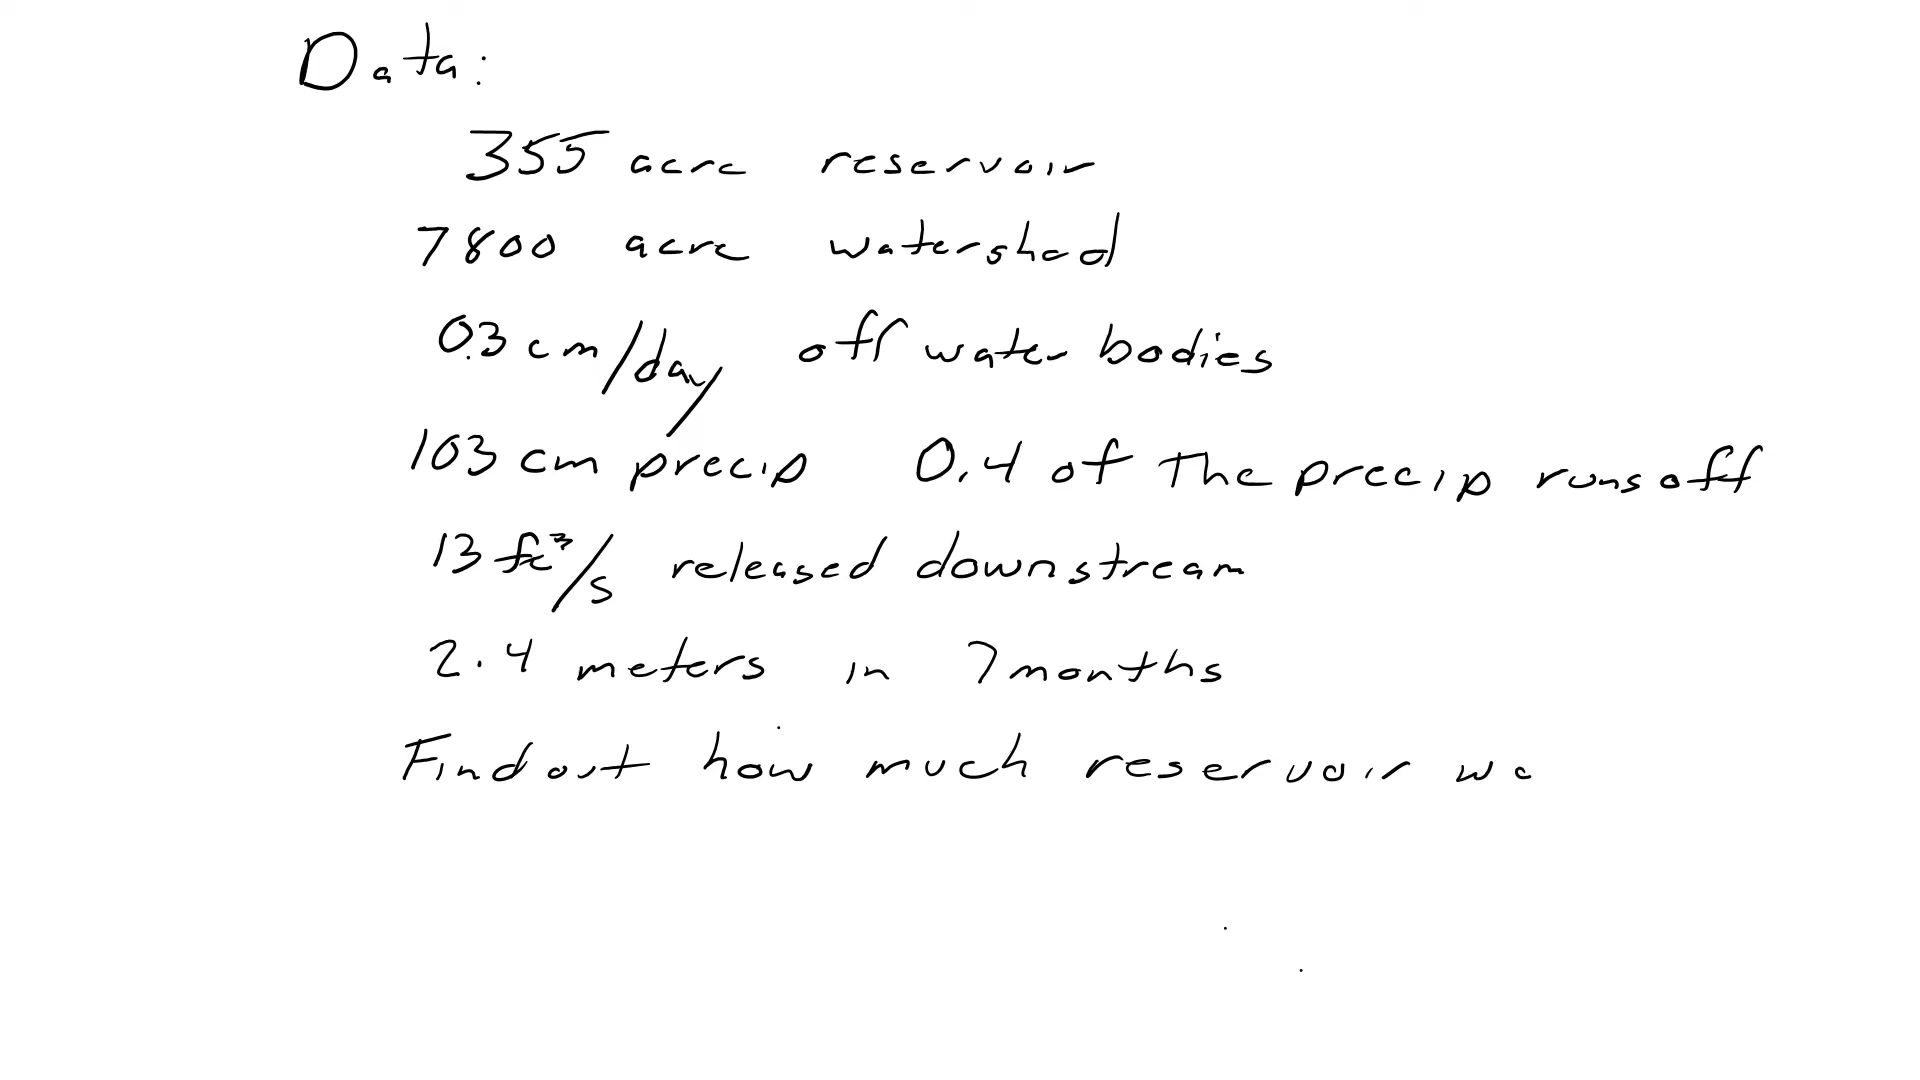 Data:
355 acre reservoir
7800 acre watershed
0.3 cm/day off water bodies
103 cm precip 0.4 of the precip runs off
13 ft³/s released downstream
2.4 meters in 7 months
Find out how much reservoir wa